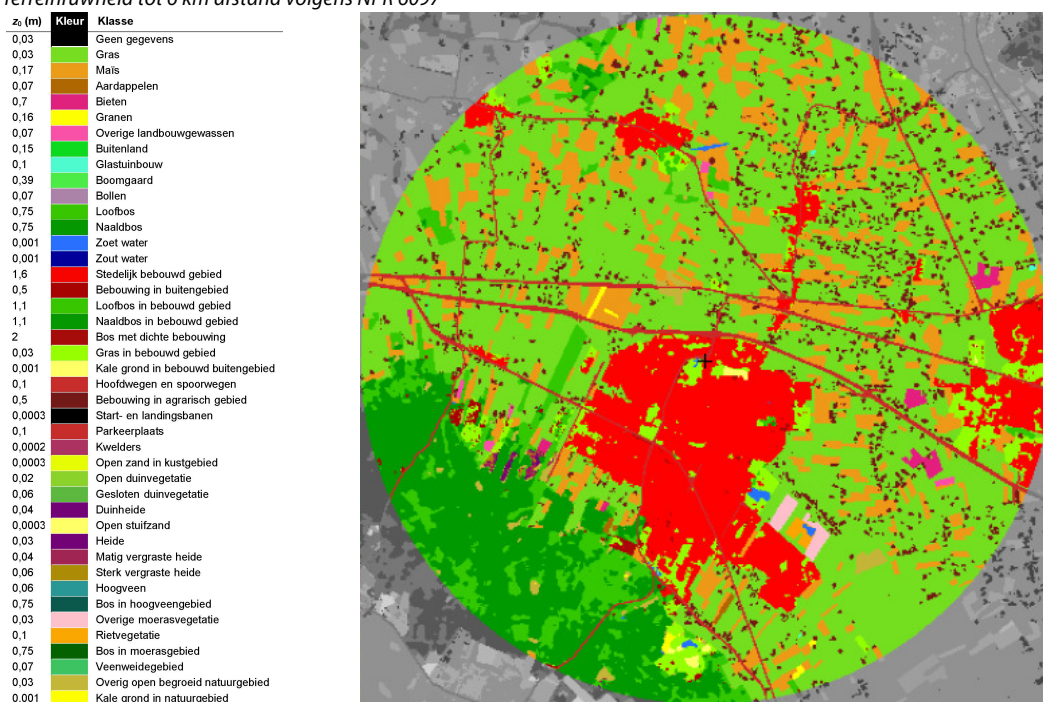 Terreinruwheid tot 6 km afstand volgens NPR 6097
z₀ (m) Kleur Klasse
0,03 Geen gegevens
0,03 Gras
0,17 Maïs
0,07 Aardappelen
0,7 Bieten
0,16 Granen
0,07 Overige landbouwgewassen
0,15 Buitenland
0,1 Glastuinbouw
0,39 Boomgaard
0,07 Bollen
0,75 Loofbos
0,75 Naaldbos
0,001 Zoet water
0,001 Zout water
1,6 Stedelijk bebouwd gebied
0,5 Bebouwing in buitengebied
1,1 Loofbos in bebouwd gebied
1,1 Naaldbos in bebouwd gebied
2 Bos met dichte bebouwing
0,03 Gras in bebouwd gebied
0,001 Kale grond in bebouwd buitengebied
0,1 Hoofdwegen en spoorwegen
0,5 Bebouwing in agrarisch gebied
0,0003 Start- en landingsbanen
0,1 Parkeerplaats
0,0002 Kwelders
0,0003 Open zand in kustgebied
0,02 Open duinvegetatie
0,06 Gesloten duinvegetatie
0,04 Duinheide
0,0003 Open stuifzand
0,03 Heide
0,04 Matig vergraste heide
0,06 Sterk vergraste heide
0,06 Hoogveen
0,75 Bos in hoogveengebied
0,03 Overige moerasvegetatie
0,1 Rietvegetatie
0,75 Bos in moerasgebied
0,07 Veenweidegebied
0,03 Overig open begroeid natuurgebied
0,001 Kale grond in natuurgebied